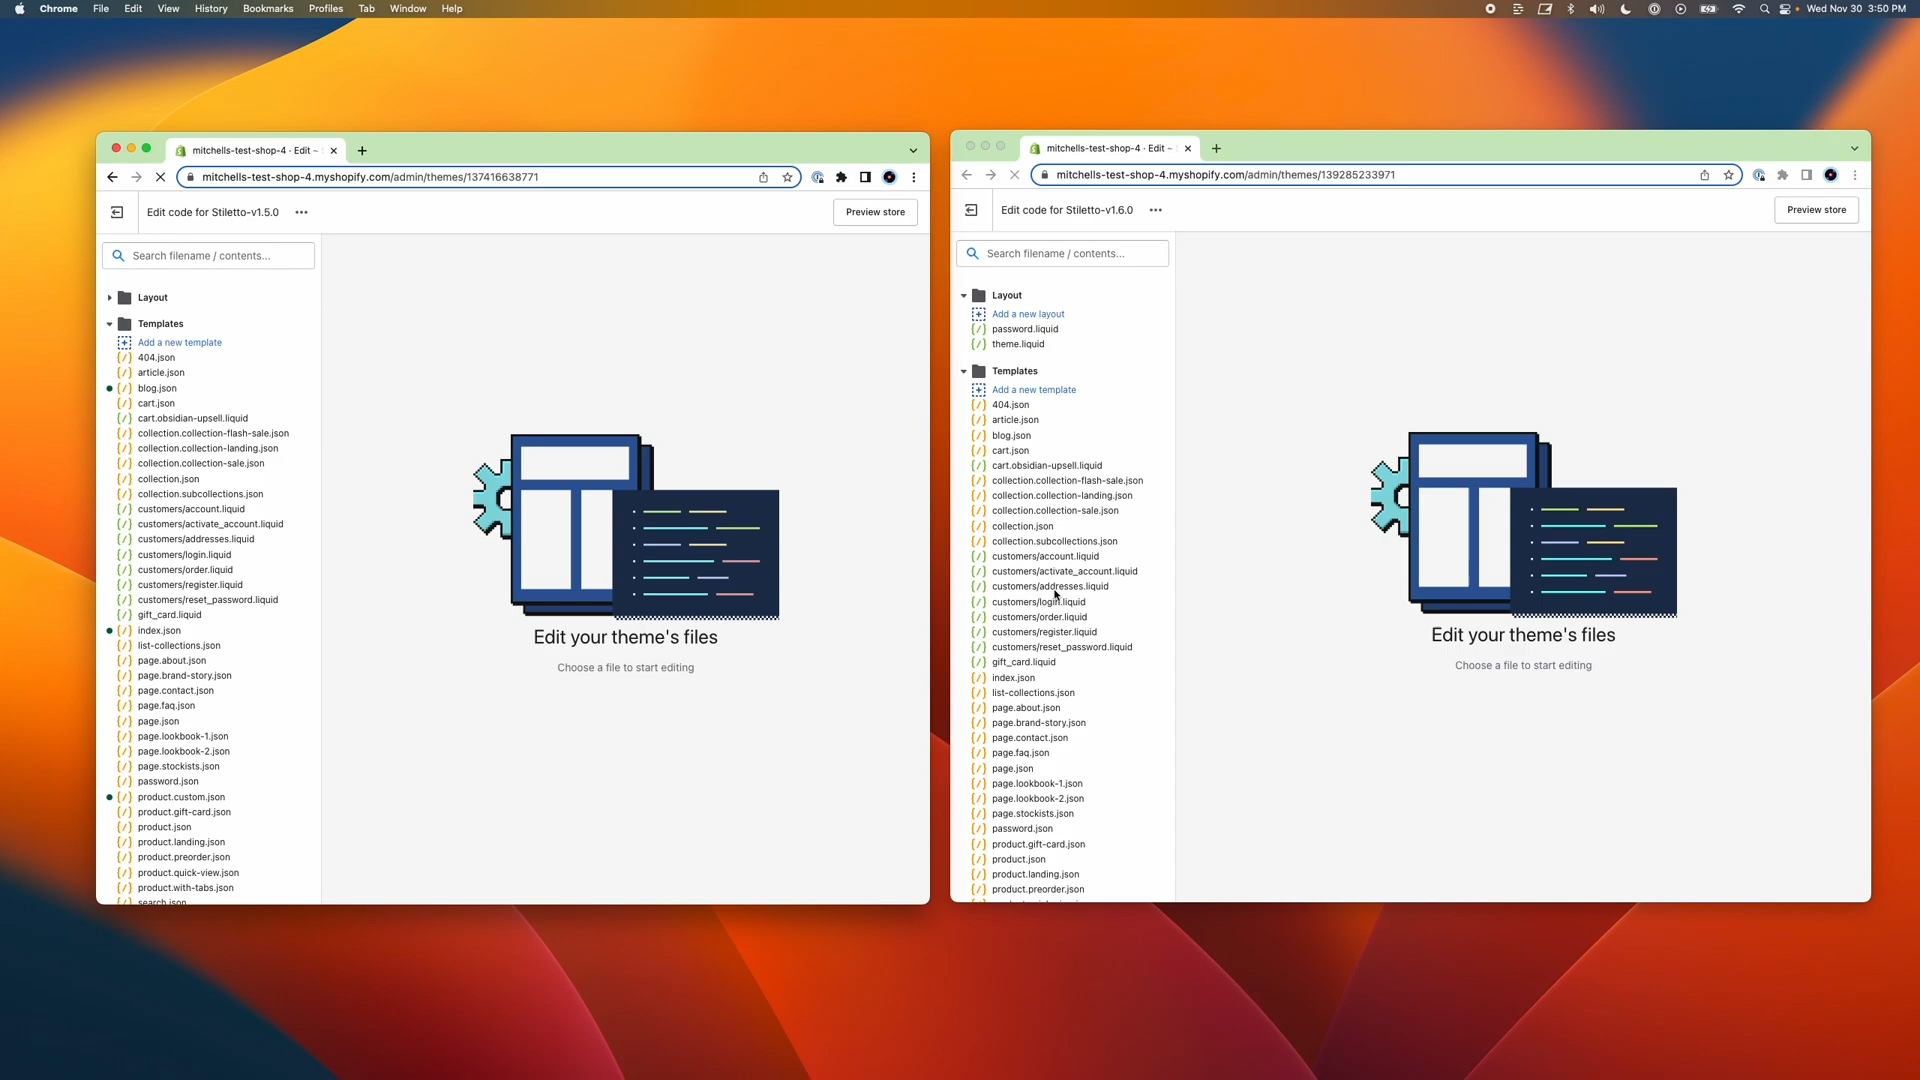 Chrome File Edit View History Bookmarks Profiles Tab Window Help
Wed Nov 30 3:50 PM
mitchells-test-shop-4 · Edit ~
mitchells-test-shop-4.myshopify.com/admin/themes/137416638771
Edit code for Stiletto-v1.5.0
Preview store
Search filename / contents...
Layout
Templates
Add a new template
404.json
article.json
blog.json
cart.json
cart.obsidian-upsell.liquid
collection.collection-flash-sale.json
collection.collection-landing.json
collection.collection-sale.json
collection.json
collection.subcollections.json
customers/account.liquid
customers/activate_account.liquid
customers/addresses.liquid
customers/login.liquid
customers/order.liquid
customers/register.liquid
customers/reset_password.liquid
gift_card.liquid
index.json
list-collections.json
page.about.json
page.brand-story.json
page.contact.json
page.faq.json
page.json
page.lookbook-1.json
page.lookbook-2.json
page.stockists.json
password.json
product.custom.json
product.gift-card.json
product.json
product.landing.json
product.preorder.json
product.quick-view.json
product.with-tabs.json
search.json
Edit your theme's files
Choose a file to start editing
mitchells-test-shop-4 · Edit ~
mitchells-test-shop-4.myshopify.com/admin/themes/139285233971
Edit code for Stiletto-v1.6.0
Preview store
Search filename / contents...
Layout
Add a new layout
password.liquid
theme.liquid
Templates
Add a new template
404.json
article.json
blog.json
cart.json
cart.obsidian-upsell.liquid
collection.collection-flash-sale.json
collection.collection-landing.json
collection.collection-sale.json
collection.json
collection.subcollections.json
customers/account.liquid
customers/activate_account.liquid
customers/addresses.liquid
customers/login.liquid
customers/order.liquid
customers/register.liquid
customers/reset_password.liquid
gift_card.liquid
index.json
list-collections.json
page.about.json
page.brand-story.json
page.contact.json
page.faq.json
page.json
page.lookbook-1.json
page.lookbook-2.json
page.stockists.json
password.json
product.gift-card.json
product.json
product.landing.json
product.preorder.json
Edit your theme's files
Choose a file to start editing